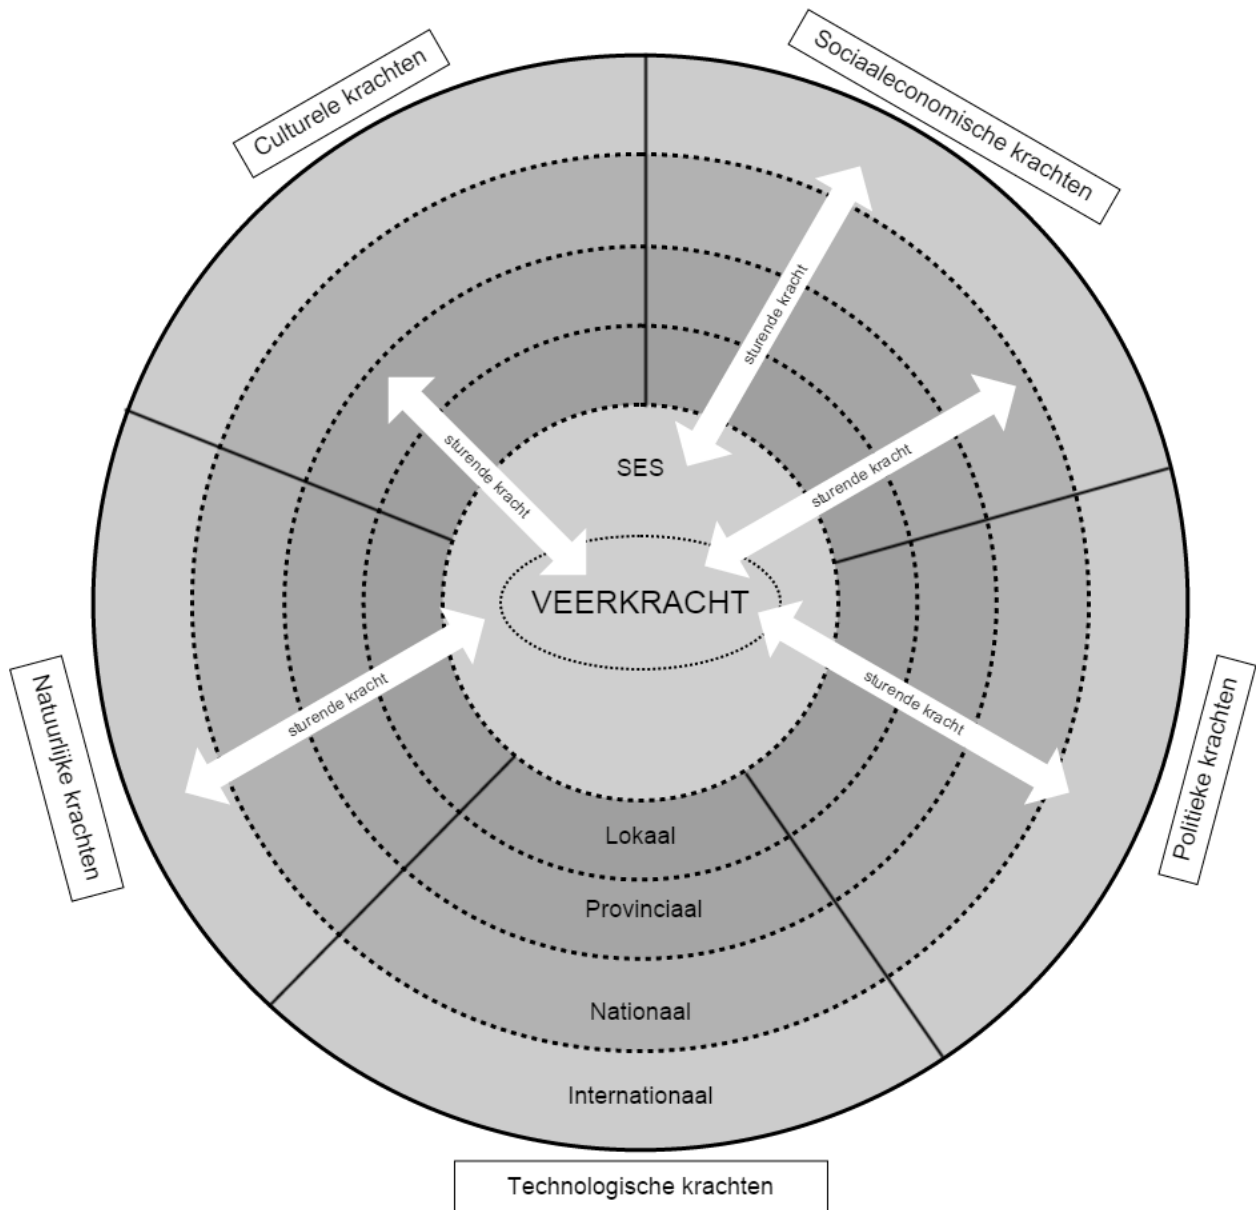 Culturele krachten
Sociaaleconomische krachten
sturende kracht
sturende kracht
sturende kracht
SES
VEERKRACHT
sturende kracht
sturende kracht
Natuurlijke krachten
Politieke krachten
Lokaal
Provinciaal
Nationaal
Internationaal
Technologische krachten